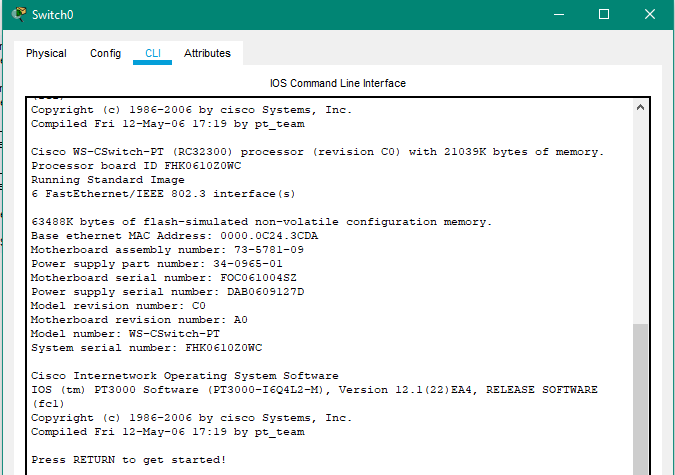 Switch0
Physical Config CLI Attributes
IOS Command Line Interface
Copyright (c) 1986-2006 by cisco Systems, Inc.
Compiled Fri 12-May-06 17:19 by pt_team
Cisco WS-CSwitch-PT (RC32300) processor (revision C0) with 21039K bytes of memory.
Processor board ID FHK0610Z0WC
Running Standard Image
6 FastEthernet/IEEE 802.3 interface(s)
63488K bytes of flash-simulated non-volatile configuration memory.
Base ethernet MAC Address: 0000.0C24.3CDA
Motherboard assembly number: 73-5781-09
Power supply part number: 34-0965-01
Motherboard serial number: FOC061004SZ
Power supply serial number: DAB0609127D
Model revision number: C0
Motherboard revision number: A0
Model number: WS-CSwitch-PT
System serial number: FHK0610Z0WC
Cisco Internetwork Operating System Software
IOS (tm) PT3000 Software (PT3000-I6Q4L2-M), Version 12.1(22)EA4, RELEASE SOFTWARE
(fc1)
Copyright (c) 1986-2006 by cisco Systems, Inc.
Compiled Fri 12-May-06 17:19 by pt_team
Press RETURN to get started!